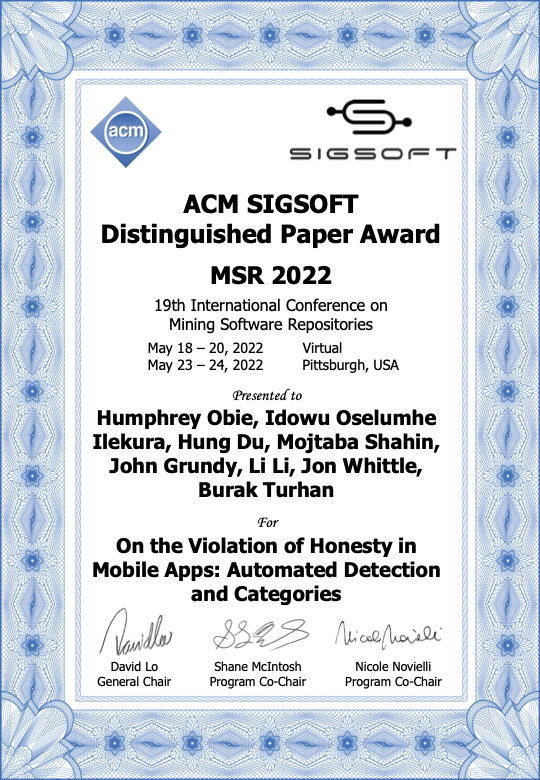 acm
SIGSOFT
ACM SIGSOFT
Distinguished Paper Award
MSR 2022
19th International Conference on
Mining Software Repositories
May 18 – 20, 2022 Virtual
May 23 – 24, 2022 Pittsburgh, USA
Presented to
Humphrey Obie, Idowu Oselumhe
Ilekura, Hung Du, Mojtaba Shahin,
John Grundy, Li Li, Jon Whittle,
Burak Turhan
For
On the Violation of Honesty in
Mobile Apps: Automated Detection
and Categories
David Lo Shane McIntosh Nicole Novielli
General Chair Program Co-Chair Program Co-Chair